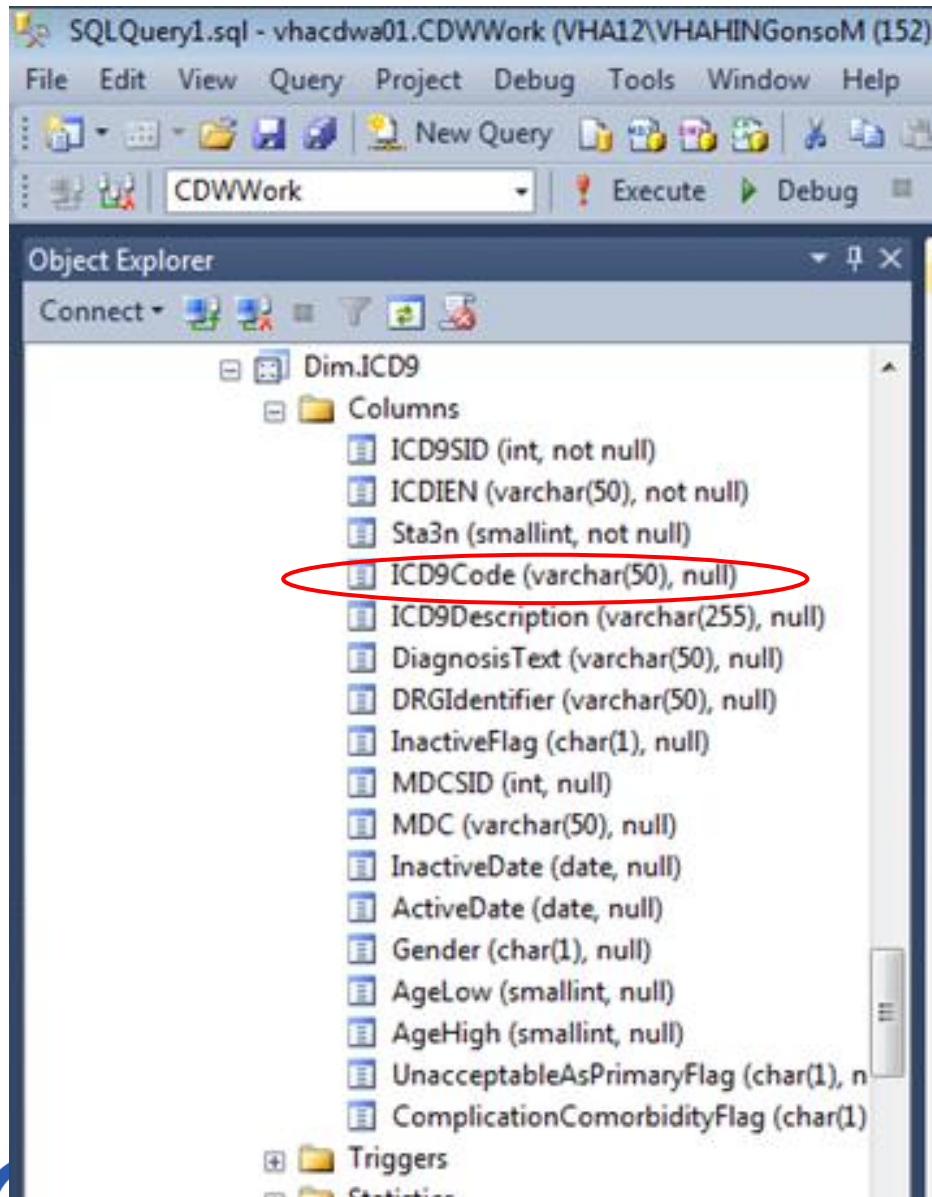 SQLQuery1.sql - vhacdwa01.CDWWork (VHA12\VHAHINGonsoM (152)
File Edit View Query Project Debug Tools Window Help
New Query
CDWWork Execute Debug
Object Explorer
Connect
Dim.ICD9
Columns
ICD9SID (int, not null)
ICDIEN (varchar(50), not null)
Sta3n (smallint, not null)
ICD9Code (varchar(50), null)
ICD9Description (varchar(255), null)
DiagnosisText (varchar(50), null)
DRGIdentifier (varchar(50), null)
InactiveFlag (char(1), null)
MDCSID (int, null)
MDC (varchar(50), null)
InactiveDate (date, null)
ActiveDate (date, null)
Gender (char(1), null)
AgeLow (smallint, null)
AgeHigh (smallint, null)
UnacceptableAsPrimaryFlag (char(1), n
ComplicationComorbidityFlag (char(1)
Triggers
Statistics